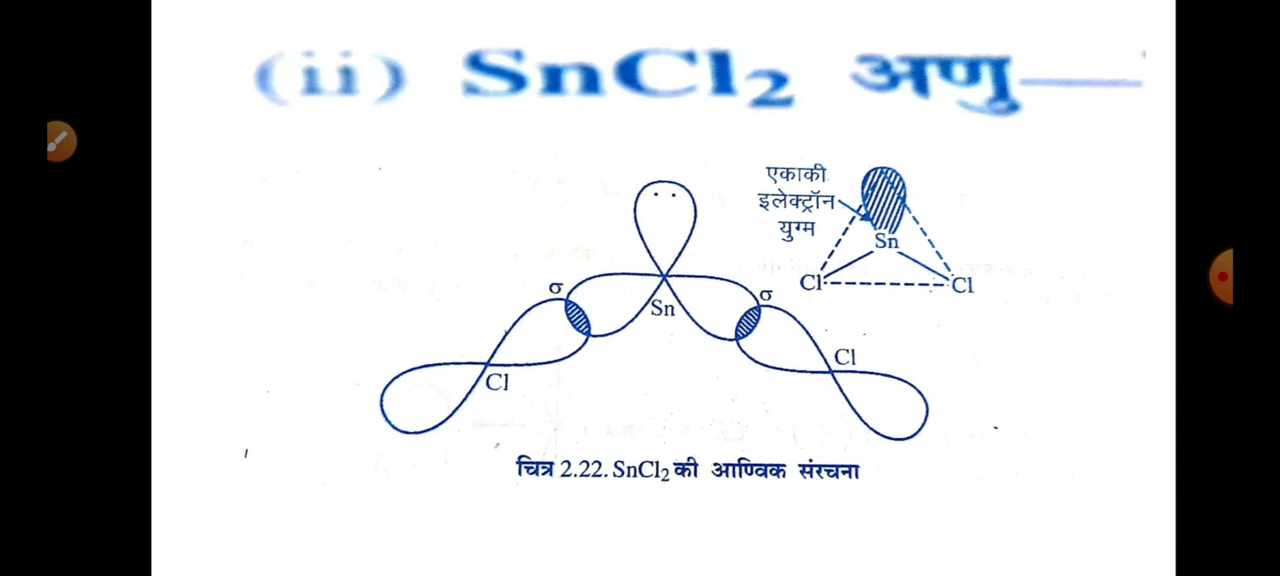 (ii) SnCl₂ अणु—
एकाकी
इलेक्ट्रॉन
युग्म
Sn
Cl
Cl
σ
σ
Sn
Cl
Cl
चित्र 2.22. SnCl₂ की आण्विक संरचना